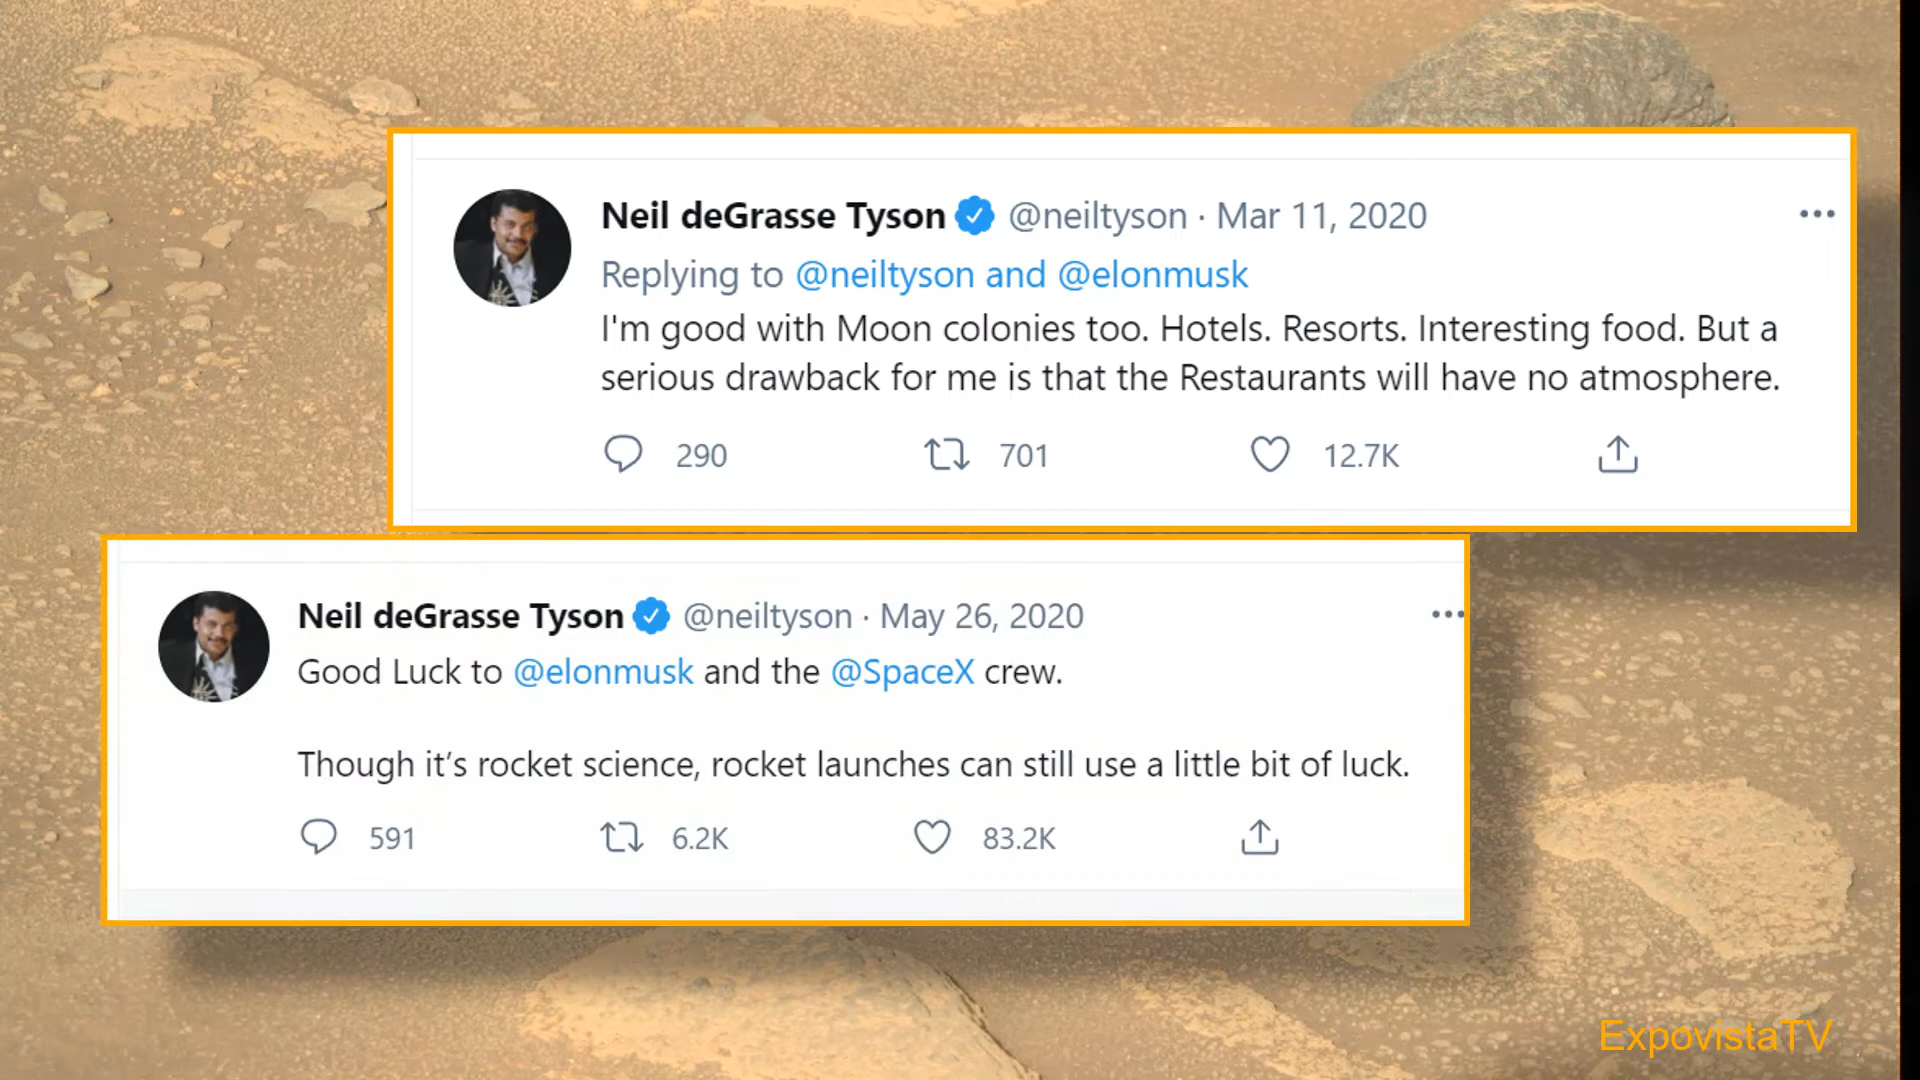 Neil deGrasse Tyson @neiltyson · Mar 11, 2020
Replying to @neiltyson and @elonmusk
I'm good with Moon colonies too. Hotels. Resorts. Interesting food. But a
serious drawback for me is that the Restaurants will have no atmosphere.
290 701 12.7K
Neil deGrasse Tyson @neiltyson · May 26, 2020
Good Luck to @elonmusk and the @SpaceX crew.
Though it’s rocket science, rocket launches can still use a little bit of luck.
591 6.2K 83.2K
ExpovistaTV